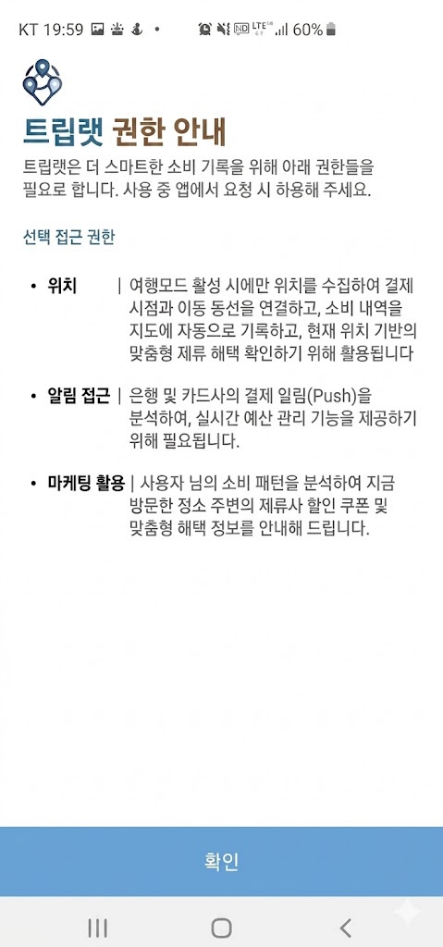 KT 19:59 60%
트립랫 권한 안내
트립랫은 더 스마트한 소비 기록을 위해 아래 권한들을
필요로 합니다. 사용 중 앱에서 요청 시 하용해 주세요.
선택 접근 권한
• 위치 | 여행모드 활성 시에만 위치를 수집하여 결제
시점과 이동 동선을 연결하고, 소비 내역을
지도에 자동으로 기록하고, 현재 위치 기반의
맞춤형 제류 혜택 확인하기 위해 활용됩니다
• 알림 접근 | 은행 및 카드사의 결제 일림(Push)을
분석하여, 실시간 예산 관리 기능을 제공하기
위해 필요됩니다.
• 마케팅 활용 | 사용자 님의 소비 패턴을 분석하여 지금
방문한 정소 주변의 제류사 할인 쿠폰 및
맞춤형 혜택 정보를 안내해 드립니다.
확인